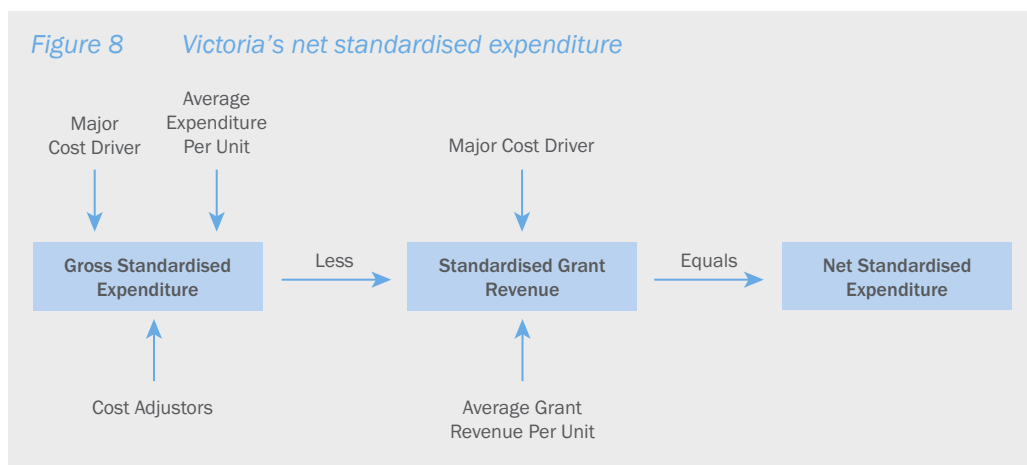 Figure 8 Victoria's net standardised expenditure
Average
Expenditure
Per Unit
Major
Cost Driver
Major Cost Driver
Gross Standardised
Expenditure
Less
Standardised Grant
Revenue
Equals
Net Standardised
Expenditure
Cost Adjustors
Average Grant
Revenue Per Unit